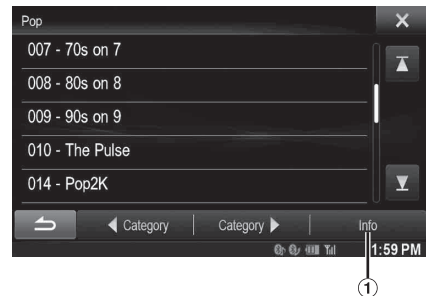 Pop
007 - 70s on 7
008 - 80s on 8
009 - 90s on 9
010 - The Pulse
014 - Pop2K
Category
Category
Info
1:59 PM
1